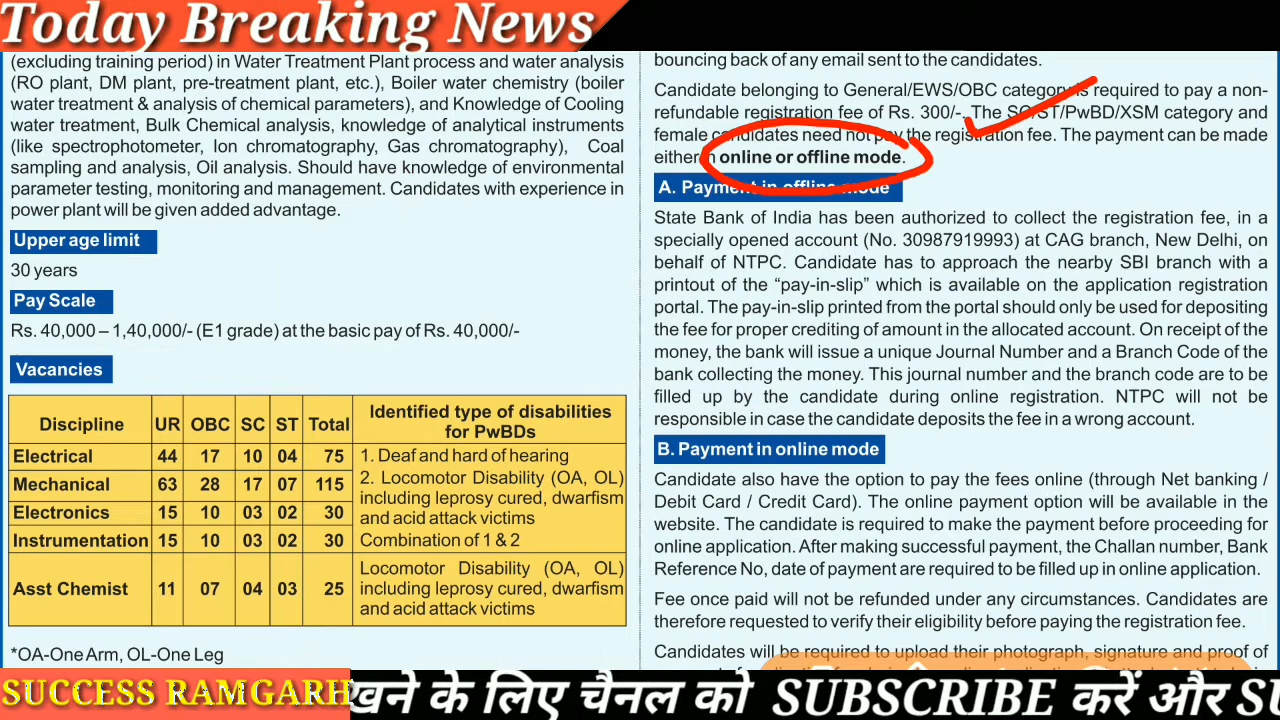 Today Breaking News
(excluding training period) in Water Treatment Plant process and water analysis
(RO plant, DM plant, pre-treatment plant, etc.), Boiler water chemistry (boiler
water treatment & analysis of chemical parameters), and Knowledge of Cooling
water treatment, Bulk Chemical analysis, knowledge of analytical instruments
(like spectrophotometer, Ion chromatography, Gas chromatography), Coal
sampling and analysis, Oil analysis. Should have knowledge of environmental
parameter testing, monitoring and management. Candidates with experience in
power plant will be given added advantage.
Upper age limit
30 years
Pay Scale
Rs. 40,000 – 1,40,000/- (E1 grade) at the basic pay of Rs. 40,000/-
Vacancies
Discipline UR OBC SC ST Total Identified type of disabilities
for PwBDs
Electrical 44 17 10 04 75 1. Deaf and hard of hearing
Mechanical 63 28 17 07 115 2. Locomotor Disability (OA, OL)
including leprosy cured, dwarfism
Electronics 15 10 03 02 30 and acid attack victims
Instrumentation 15 10 03 02 30 Combination of 1 & 2
Asst Chemist 11 07 04 03 25 Locomotor Disability (OA, OL)
including leprosy cured, dwarfism
and acid attack victims
*OA-One Arm, OL-One Leg
bouncing back of any email sent to the candidates.
Candidate belonging to General/EWS/OBC category is required to pay a non-
refundable registration fee of Rs. 300/-. The SC/ST/PwBD/XSM category and
female candidates need not pay the registration fee. The payment can be made
either in online or offline mode.
A. Payment in offline mode
State Bank of India has been authorized to collect the registration fee, in a
specially opened account (No. 30987919993) at CAG branch, New Delhi, on
behalf of NTPC. Candidate has to approach the nearby SBI branch with a
printout of the “pay-in-slip” which is available on the application registration
portal. The pay-in-slip printed from the portal should only be used for depositing
the fee for proper crediting of amount in the allocated account. On receipt of the
money, the bank will issue a unique Journal Number and a Branch Code of the
bank collecting the money. This journal number and the branch code are to be
filled up by the candidate during online registration. NTPC will not be
responsible in case the candidate deposits the fee in a wrong account.
B. Payment in online mode
Candidate also have the option to pay the fees online (through Net banking /
Debit Card / Credit Card). The online payment option will be available in the
website. The candidate is required to make the payment before proceeding for
online application. After making successful payment, the Challan number, Bank
Reference No, date of payment are required to be filled up in online application.
Fee once paid will not be refunded under any circumstances. Candidates are
therefore requested to verify their eligibility before paying the registration fee.
Candidates will be required to upload their photograph, signature and proof of
SUCCESS RAMGARH खने के लिए चैनल को SUBSCRIBE करें और SU